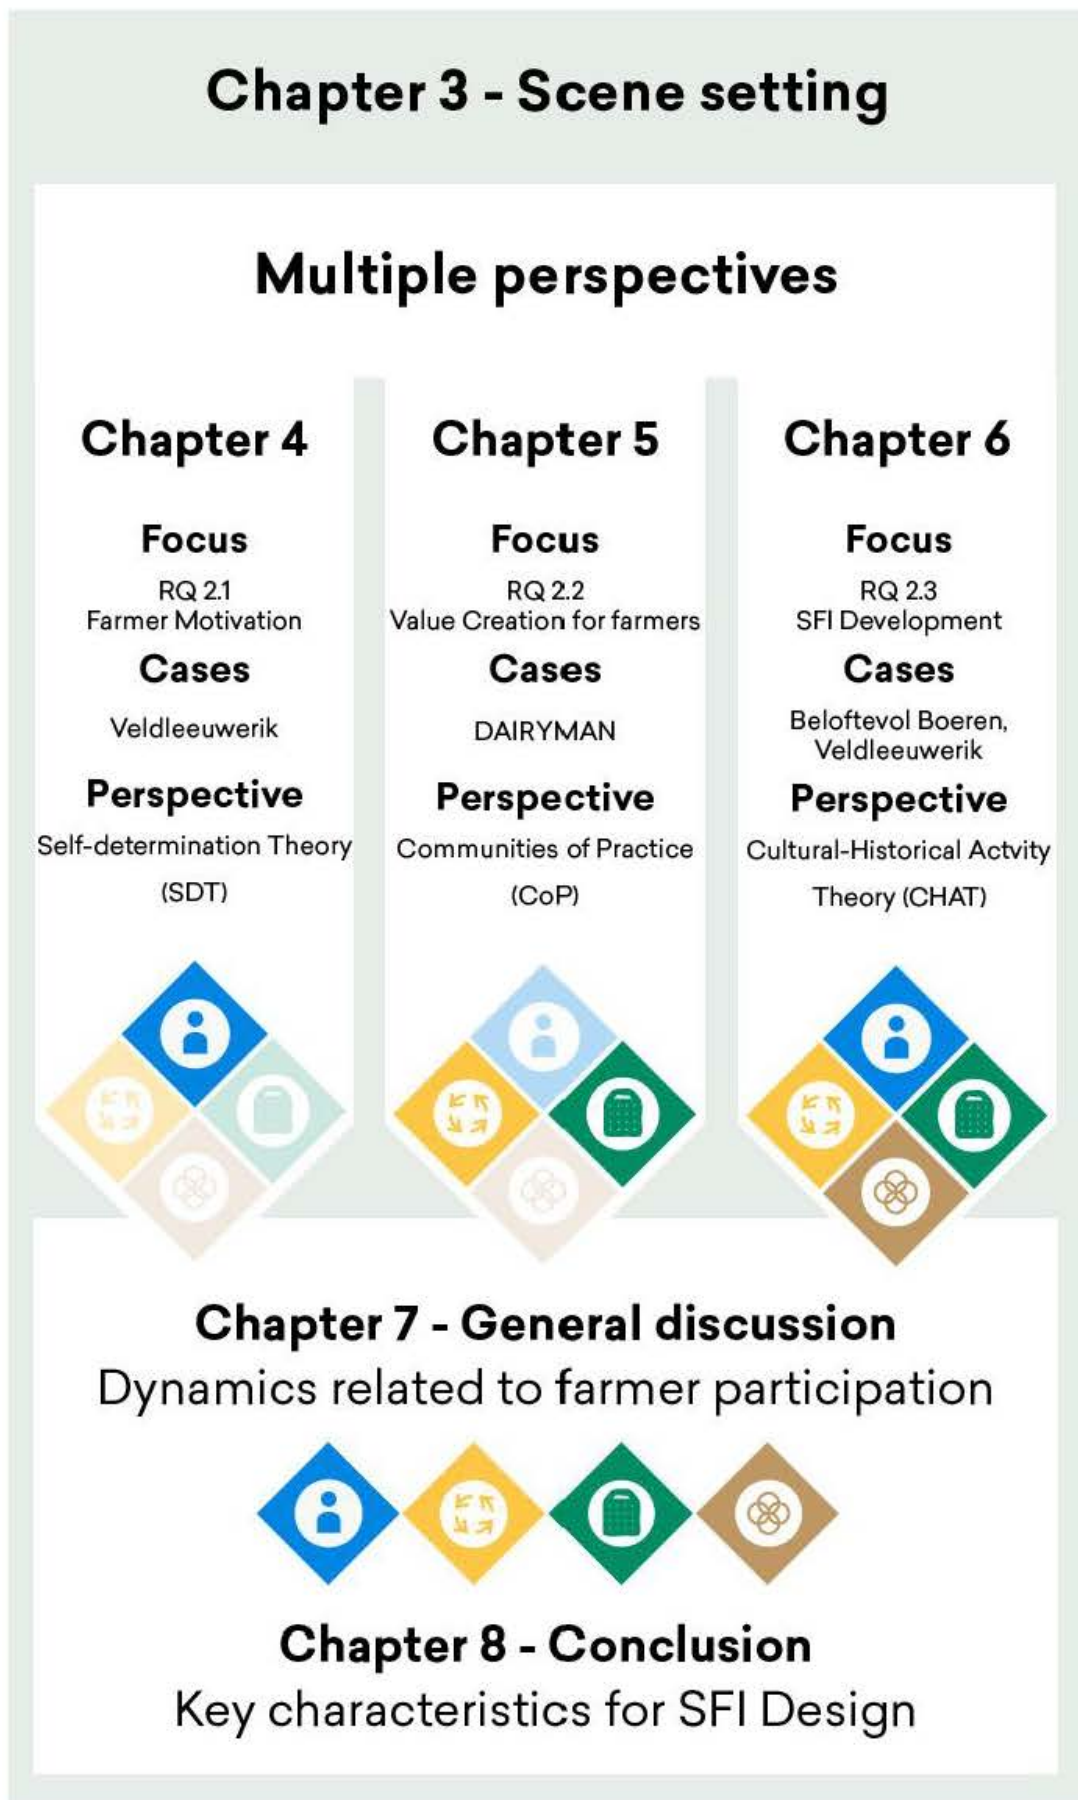 Chapter 3 - Scene setting
Multiple perspectives
Chapter 4
Focus
RQ 2.1
Farmer Motivation
Cases
Veldleeuwerik
Perspective
Self-determination Theory
(SDT)
Chapter 5
Focus
RQ 2.2
Value Creation for farmers
Cases
DAIRYMAN
Perspective
Communities of Practice
(CoP)
Chapter 6
Focus
RQ 2.3
SFI Development
Cases
Beloftevol Boeren,
Veldleeuwerik
Perspective
Cultural-Historical Actvity
Theory (CHAT)
Chapter 7 - General discussion
Dynamics related to farmer participation
Chapter 8 - Conclusion
Key characteristics for SFI Design